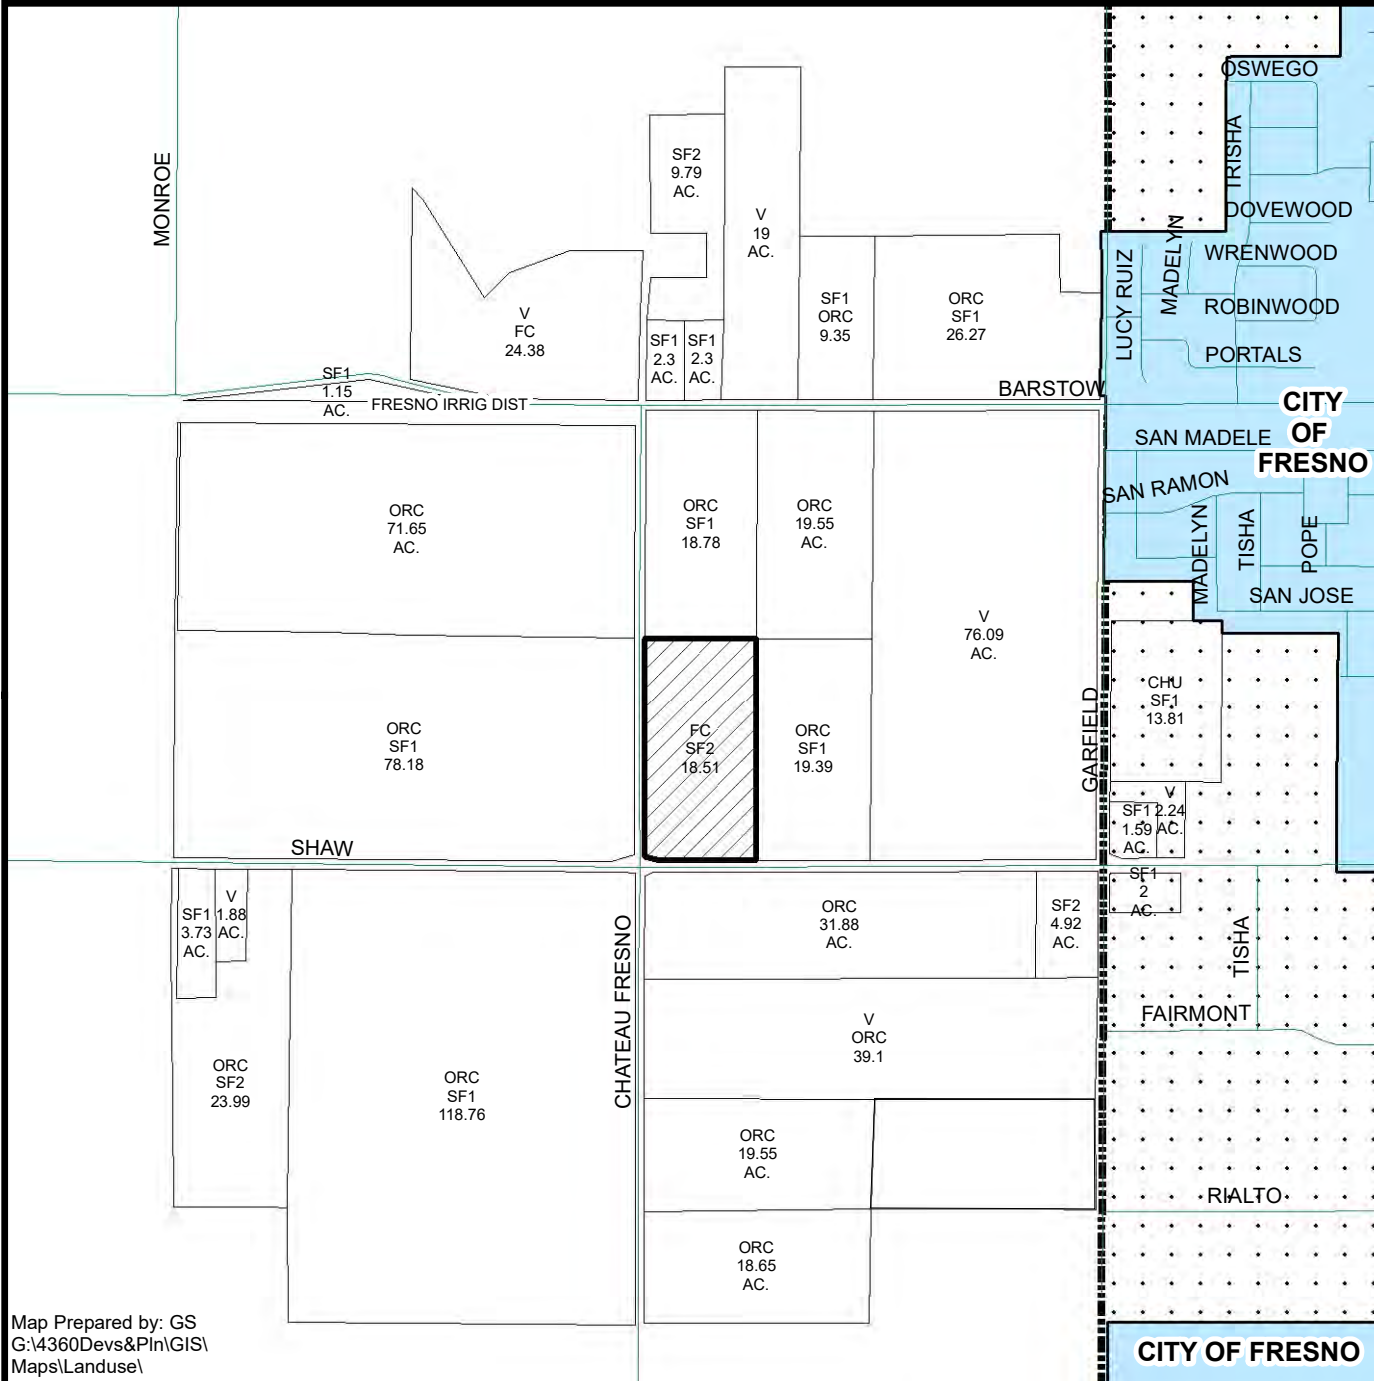 OSWEGO
TRISHA
DOVEWOOD
MADELYN
WRENWOOD
LUCY RUIZ
ROBINWOOD
PORTALS
MONROE
SF2
9.79
AC.
V
19
AC.
SF1
ORC
9.35
ORC
SF1
26.27
V
FC
24.38
SF1
2.3
AC.
SF1
2.3
AC.
SF1
1.15
AC.
FRESNO IRRIG DIST
BARSTOW
CITY
OF
FRESNO
SAN MADELE
SAN RAMON
MADELYN
TISHA
POPE
SAN JOSE
ORC
71.65
AC.
ORC
SF1
18.78
ORC
19.55
AC.
V
76.09
AC.
ORC
SF1
78.18
FC
SF2
18.51
ORC
SF1
19.39
GARFIELD
CHU
SF1
13.81
SF1
1.59
AC.
V
2.24
AC.
SHAW
SF1
2
AC.
SF1
3.73
AC.
V
1.88
AC.
CHATEAU FRESNO
ORC
31.88
AC.
SF2
4.92
AC.
TISHA
FAIRMONT
V
ORC
39.1
ORC
SF2
23.99
ORC
SF1
118.76
ORC
19.55
AC.
RIALTO
ORC
18.65
AC.
Map Prepared by: GS
G:\4360Devs&Pln\GIS\
Maps\Landuse\
CITY OF FRESNO